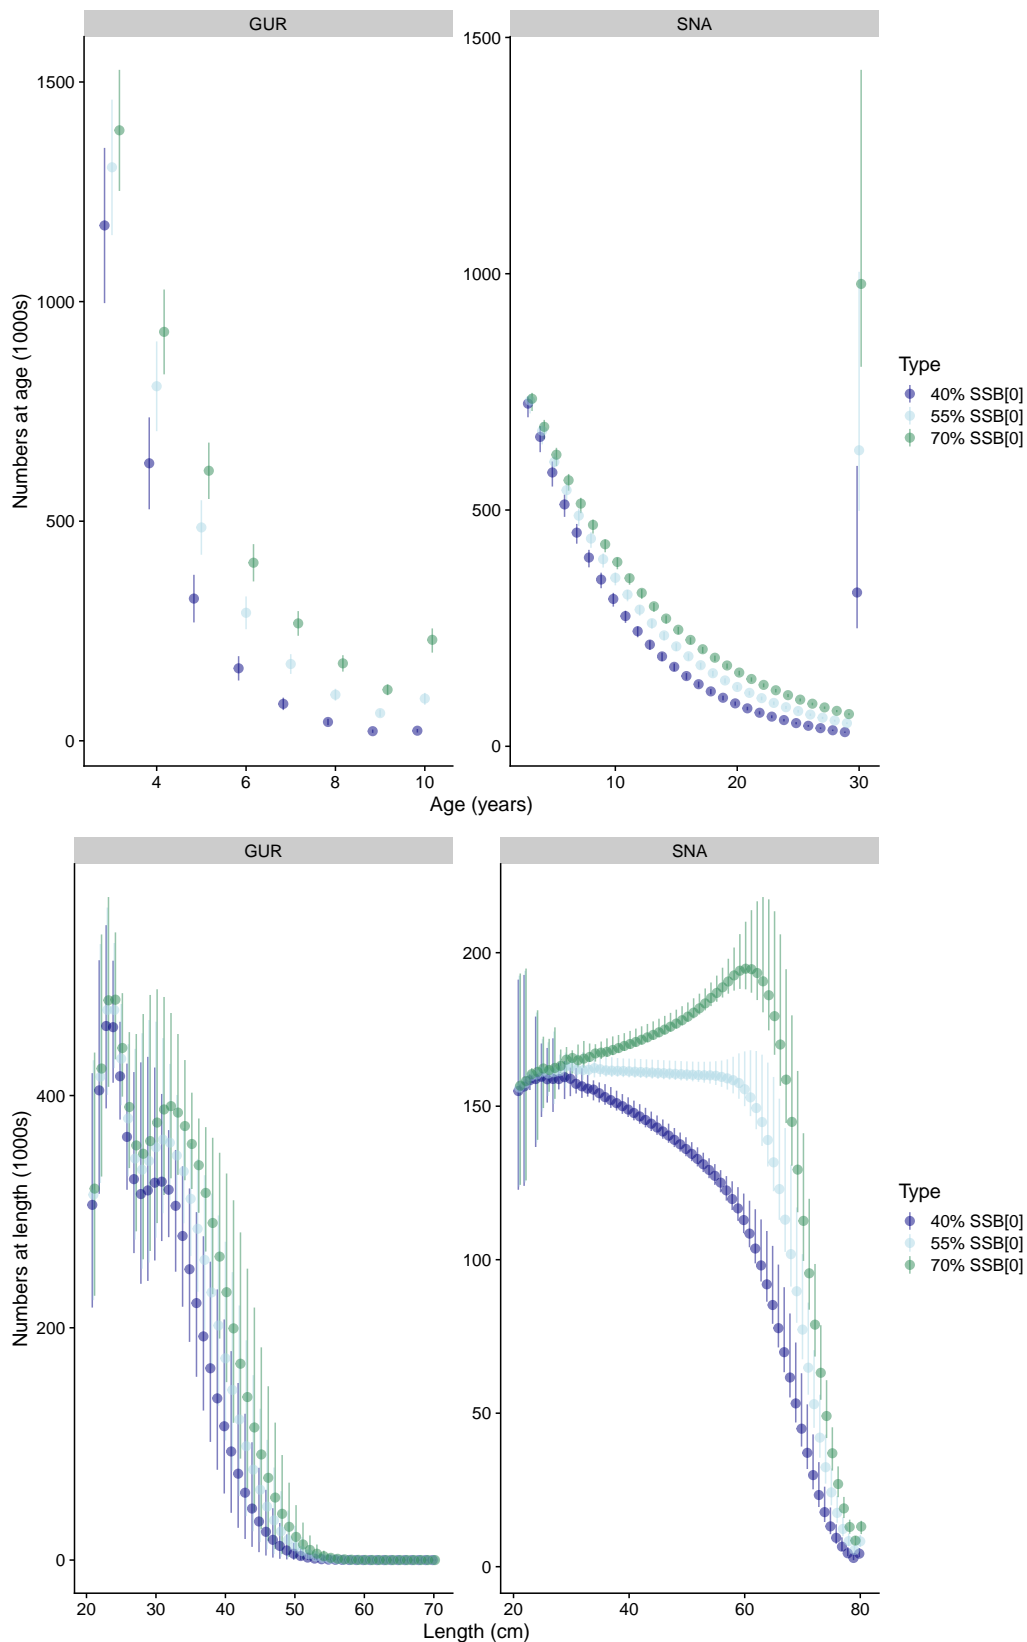 GUR
SNA
Numbers at age (1000s)
1500
1000
500
0
1500
1000
500
0
4
6
8
10
10
20
30
Age (years)
Type
40% SSB[0]
55% SSB[0]
70% SSB[0]
GUR
SNA
Numbers at length (1000s)
400
200
0
200
150
100
50
0
20
30
40
50
60
70
20
40
60
80
Length (cm)
Type
40% SSB[0]
55% SSB[0]
70% SSB[0]